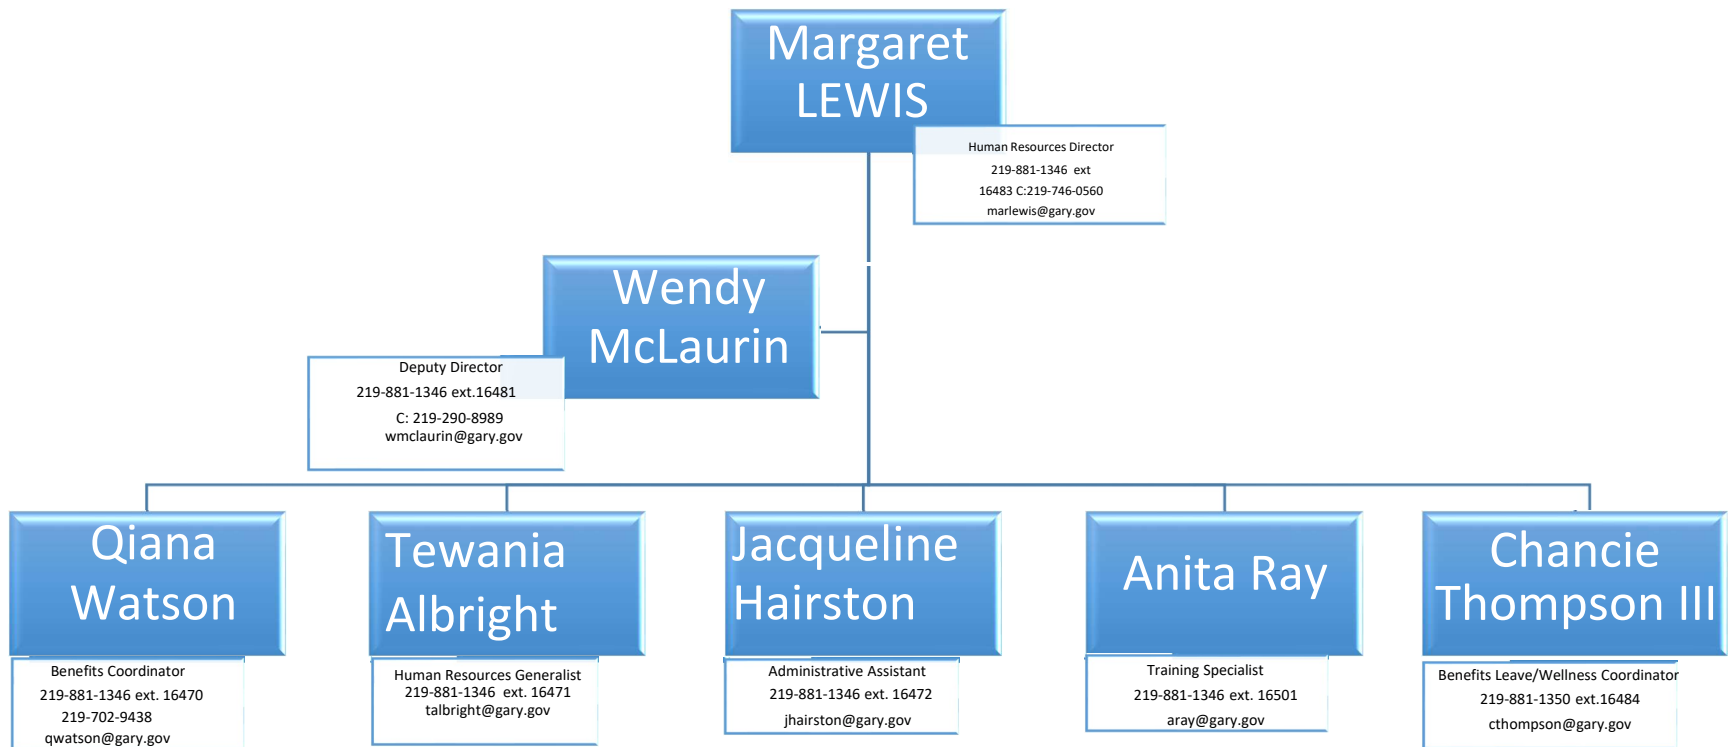 Margaret
LEWIS
Human Resources Director
219-881-1346 ext
16483 C:219-746-0560
marlewis@gary.gov
Wendy
McLaurin
Deputy Director
219-881-1346 ext.16481
C: 219-290-8989
wmclaurin@gary.gov
Qiana
Watson
Benefits Coordinator
219-881-1346 ext. 16470
219-702-9438
qwatson@gary.gov
Tewania
Albright
Human Resources Generalist
219-881-1346 ext. 16471
talbright@gary.gov
Jacqueline
Hairston
Administrative Assistant
219-881-1346 ext. 16472
jhairston@gary.gov
Anita Ray
Training Specialist
219-881-1346 ext. 16501
aray@gary.gov
Chancie
Thompson III
Benefits Leave/Wellness Coordinator
219-881-1350 ext.16484
cthompson@gary.gov